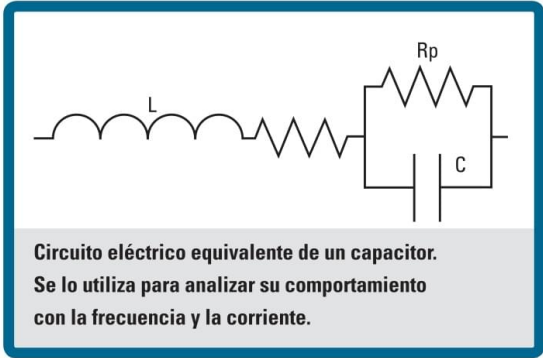 L
Rp
C
Circuito eléctrico equivalente de un capacitor.
Se lo utiliza para analizar su comportamiento
con la frecuencia y la corriente.